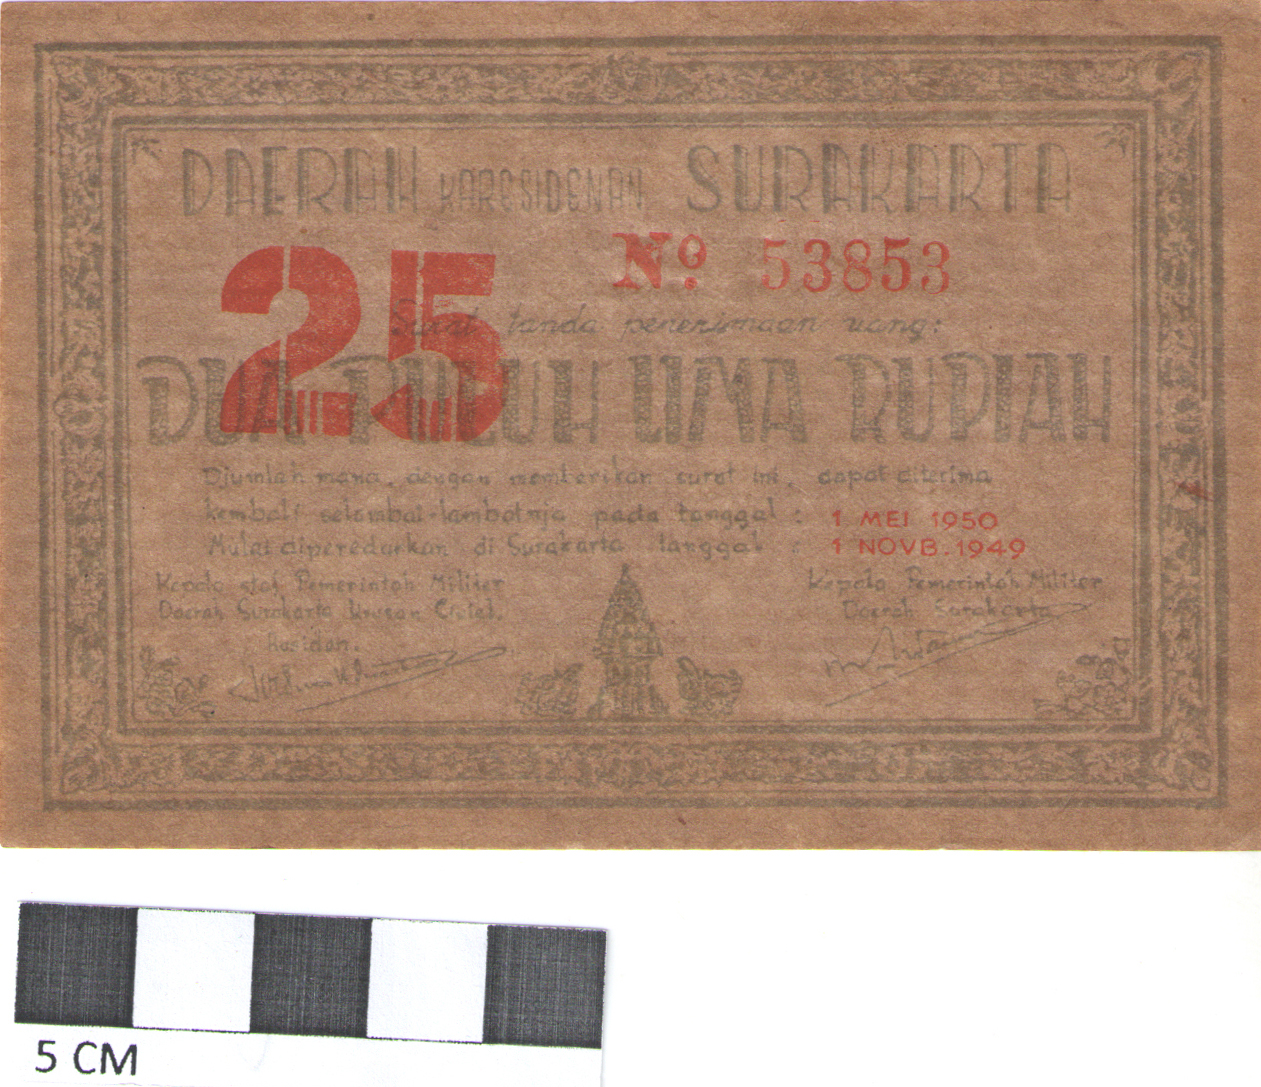 DAERAH KARESIDENAN SURAKARTA
25
Nº 53853
Surat tanda penerimaan uang:
DUA PULUH LIMA RUPIAH
Djumlah mana, dengan memberikan surat ini, dapat diterima
kembali selambat-lambatnja pada tanggal : 1 MEI 1950
Mulai diperedarkan di Surakarta tanggal : 1 NOVB. 1949
Kepala staf Pemerintah Militer
Daerah Surakarta Urusan Civiel.
Residen.
Kepala Pemerintah Militer
Daerah Surakarta
5 CM